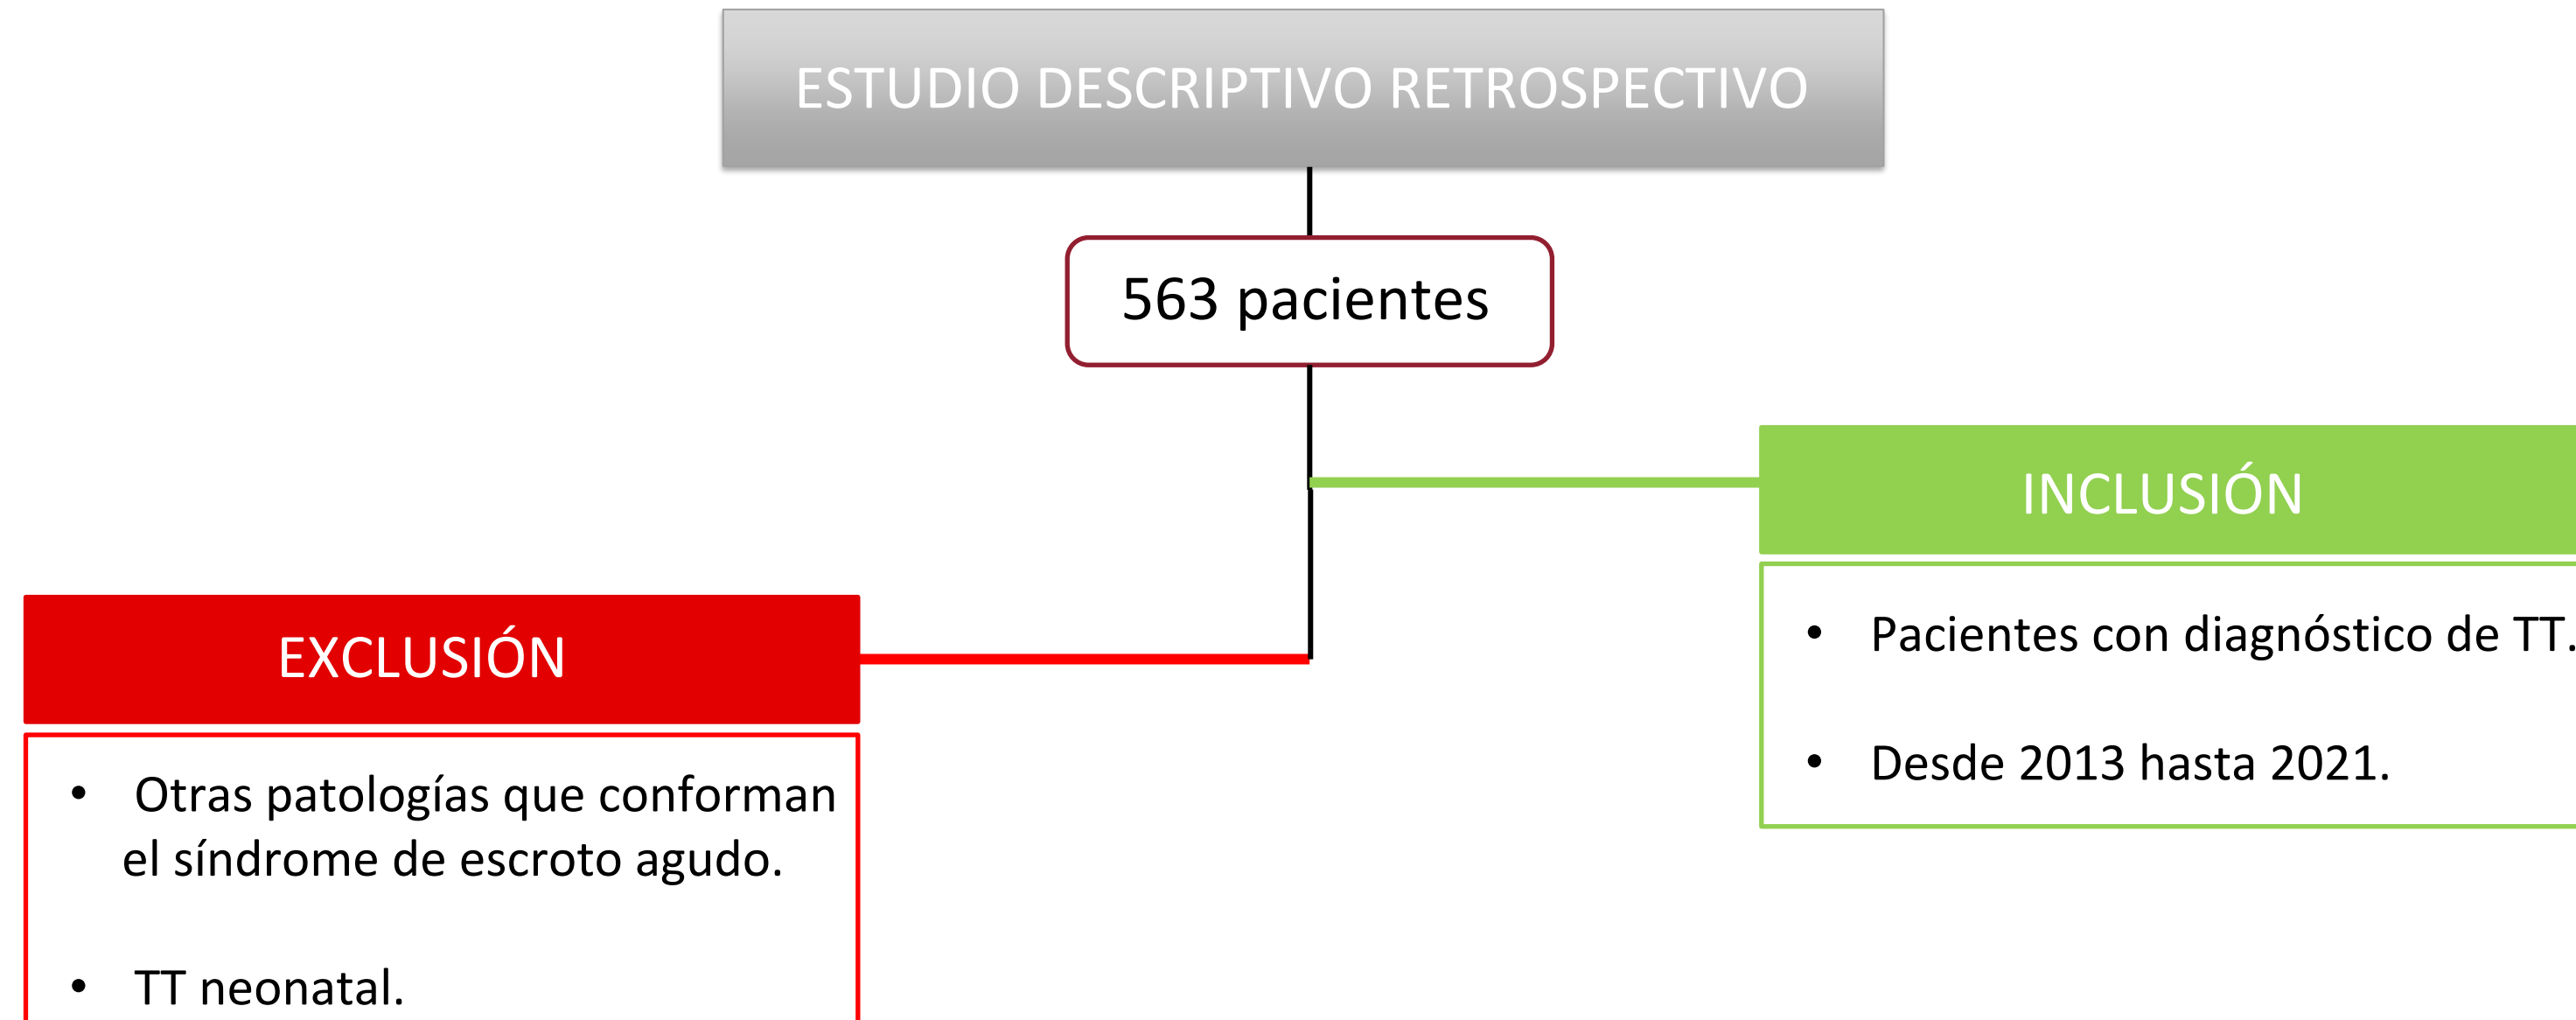 ESTUDIO DESCRIPTIVO RETROSPECTIVO
563 pacientes
INCLUSIÓN
• Pacientes con diagnóstico de TT.
• Desde 2013 hasta 2021.
EXCLUSIÓN
• Otras patologías que conforman
el síndrome de escroto agudo.
• TT neonatal.